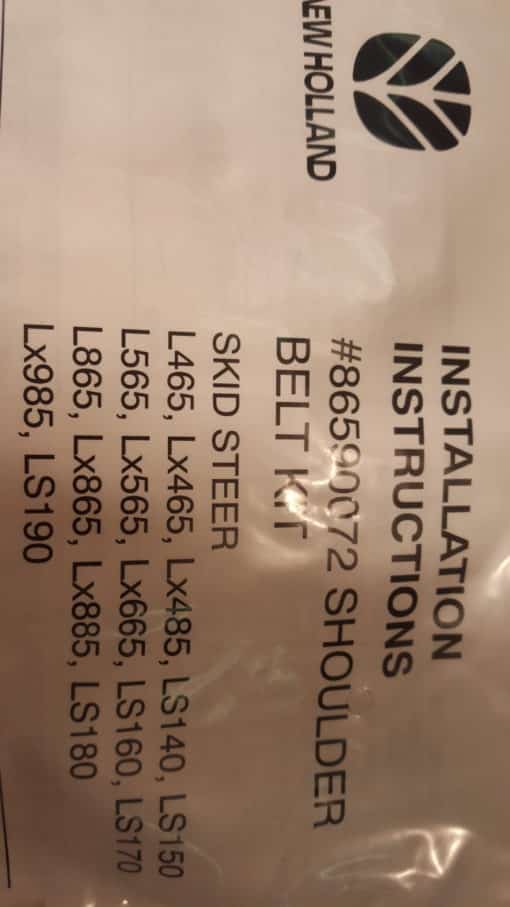 NEW HOLLAND
INSTALLATION
INSTRUCTIONS
#86590072 SHOULDER
BELT KIT
SKID STEER
L465, Lx465, Lx485, LS140, LS150
L565, Lx565, Lx665, LS160, LS170
L865, Lx865, Lx885, LS180
Lx985, LS190